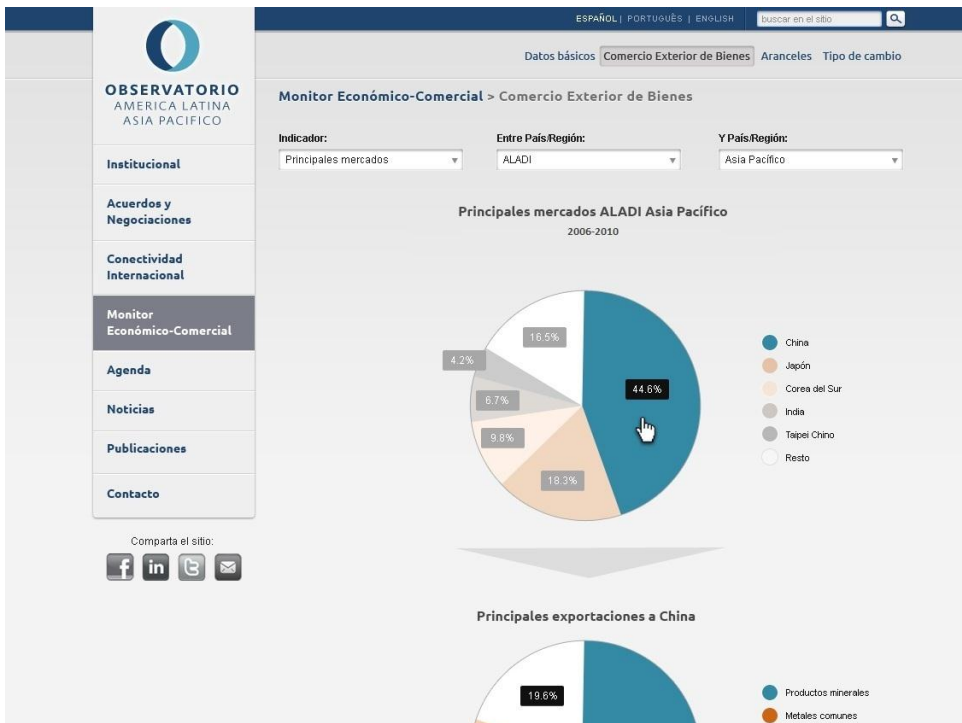 ESPAÑOL | PORTUGUÊS | ENGLISH
buscar en el sitio
Datos básicos Comercio Exterior de Bienes Aranceles Tipo de cambio
OBSERVATORIO
AMERICA LATINA
ASIA PACIFICO
Institucional
Acuerdos y
Negociaciones
Conectividad
Internacional
Monitor
Económico-Comercial
Agenda
Noticias
Publicaciones
Contacto
Comparta el sitio:
Monitor Económico-Comercial > Comercio Exterior de Bienes
Indicador: Entre País/Región: Y País/Región:
Principales mercados ALADI Asia Pacífico
Principales mercados ALADI Asia Pacífico
2006-2010
16.5%
4.2%
44.6%
6.7%
9.8%
18.3%
China
Japón
Corea del Sur
India
Taipei Chino
Resto
Principales exportaciones a China
19.6%
Productos minerales
Metales comunes